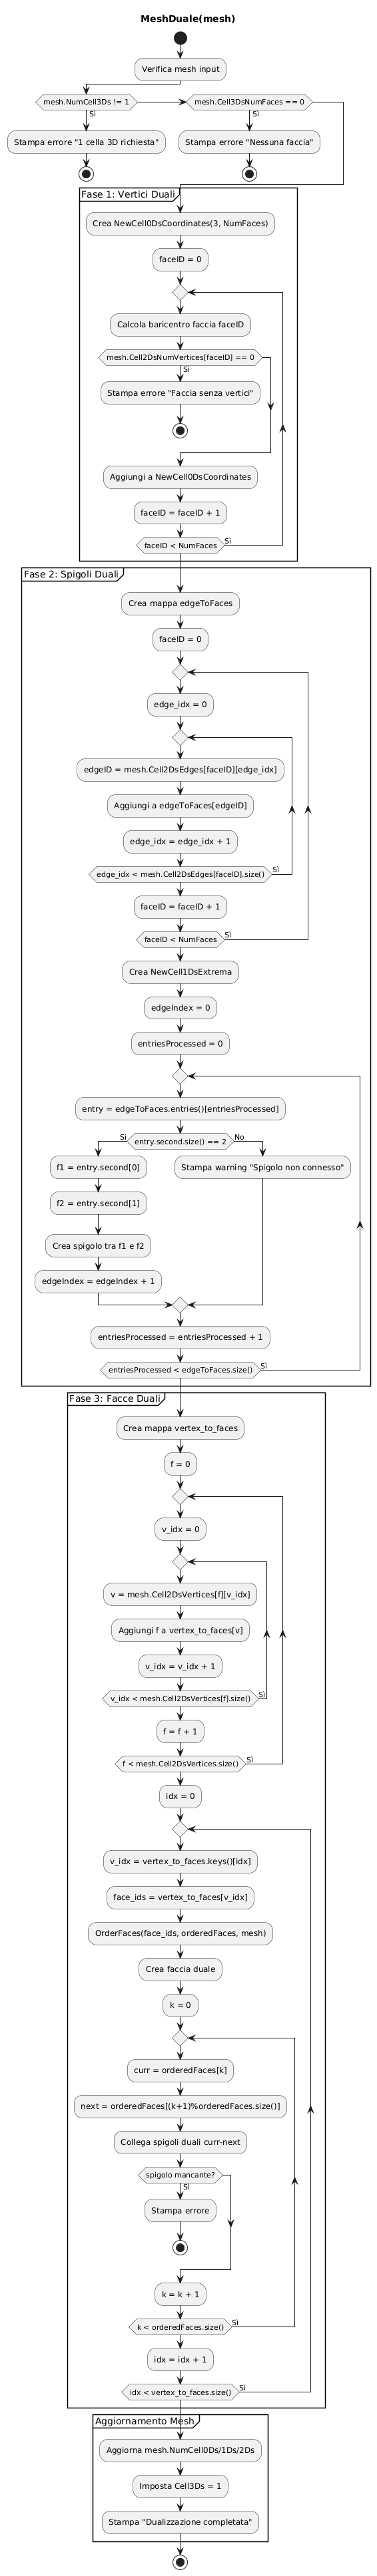 MeshDuale(mesh)
Verifica mesh input
mesh.NumCell3Ds != 1
mesh.Cell3DsNumFaces == 0
Sì
Sì
Stampa errore "1 cella 3D richiesta"
Stampa errore "Nessuna faccia"
Fase 1: Vertici Duali
Crea NewCell0DsCoordinates(3, NumFaces)
faceID = 0
Calcola baricentro faccia faceID
mesh.Cell2DsNumVertices[faceID] == 0
Sì
Stampa errore "Faccia senza vertici"
Aggiungi a NewCell0DsCoordinates
faceID = faceID + 1
faceID < NumFaces
Sì
Fase 2: Spigoli Duali
Crea mappa edgeToFaces
faceID = 0
edge_idx = 0
edgeID = mesh.Cell2DsEdges[faceID][edge_idx]
Aggiungi a edgeToFaces[edgeID]
edge_idx = edge_idx + 1
edge_idx < mesh.Cell2DsEdges[faceID].size()
Sì
faceID = faceID + 1
faceID < NumFaces
Sì
Crea NewCell1DsExtrema
edgeIndex = 0
entriesProcessed = 0
entry = edgeToFaces.entries()[entriesProcessed]
Sì
entry.second.size() == 2
No
f1 = entry.second[0]
Stampa warning "Spigolo non connesso"
f2 = entry.second[1]
Crea spigolo tra f1 e f2
edgeIndex = edgeIndex + 1
entriesProcessed = entriesProcessed + 1
entriesProcessed < edgeToFaces.size()
Sì
Fase 3: Facce Duali
Crea mappa vertex_to_faces
f = 0
v_idx = 0
v = mesh.Cell2DsVertices[f][v_idx]
Aggiungi f a vertex_to_faces[v]
v_idx = v_idx + 1
v_idx < mesh.Cell2DsVertices[f].size()
Sì
f = f + 1
f < mesh.Cell2DsVertices.size()
Sì
idx = 0
v_idx = vertex_to_faces.keys()[idx]
face_ids = vertex_to_faces[v_idx]
OrderFaces(face_ids, orderedFaces, mesh)
Crea faccia duale
k = 0
curr = orderedFaces[k]
next = orderedFaces[(k+1)%orderedFaces.size()]
Collega spigoli duali curr-next
spigolo mancante?
Sì
Stampa errore
k = k + 1
k < orderedFaces.size()
Sì
idx = idx + 1
idx < vertex_to_faces.size()
Sì
Aggiornamento Mesh
Aggiorna mesh.NumCell0Ds/1Ds/2Ds
Imposta Cell3Ds = 1
Stampa "Dualizzazione completata"